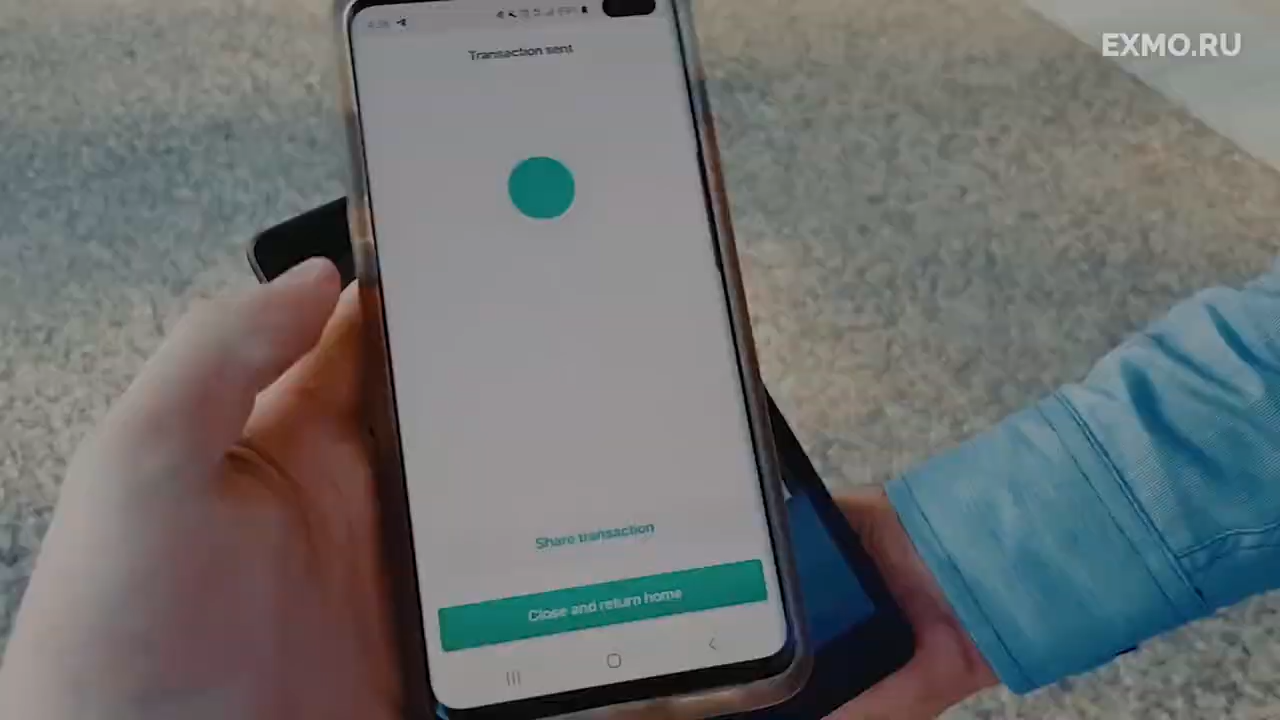 EXMO.RU
Transaction sent
Share transaction
Close and return home